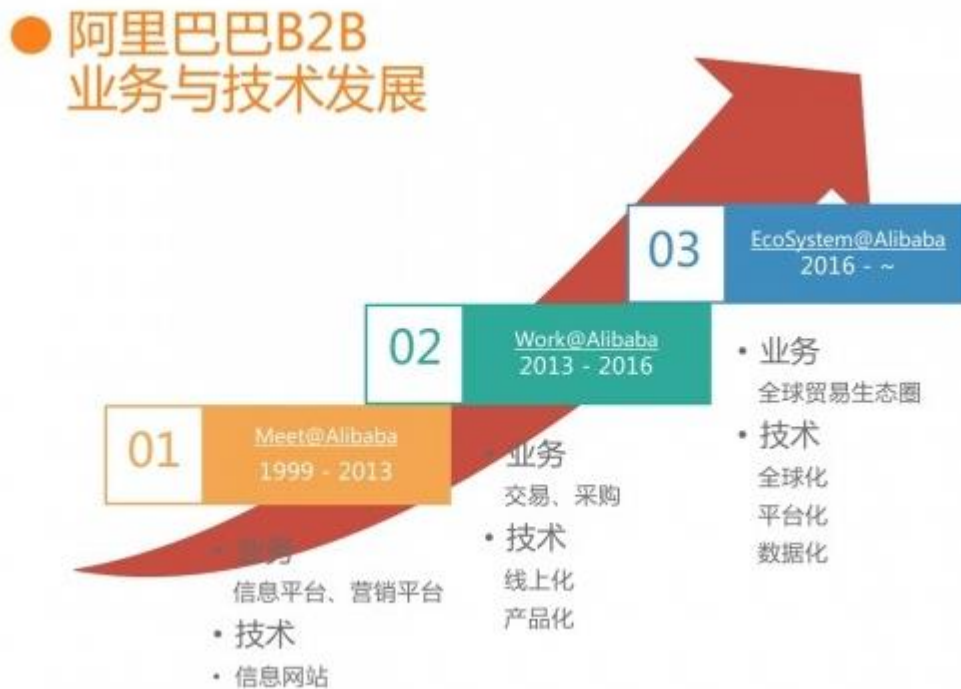 阿里巴巴B2B
业务与技术发展
01
Meet@Alibaba
1999 - 2013
• 业务
信息平台、营销平台
• 技术
• 信息网站
02
Work@Alibaba
2013 - 2016
• 业务
交易、采购
• 技术
线上化
产品化
03
EcoSystem@Alibaba
2016 - ~
• 业务
全球贸易生态圈
• 技术
全球化
平台化
数据化